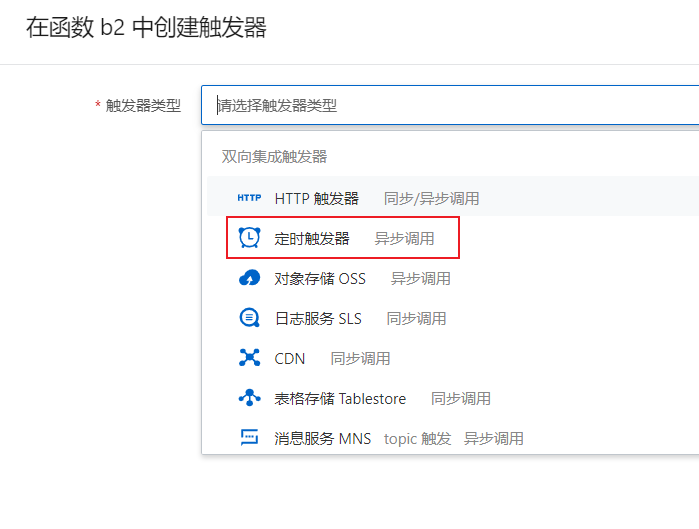 在函数 b2 中创建触发器
* 触发器类型 请选择触发器类型
双向集成触发器
HTTP HTTP 触发器 同步/异步调用
定时触发器 异步调用
对象存储 OSS 异步调用
日志服务 SLS 同步调用
CDN 同步调用
表格存储 Tablestore 同步调用
消息服务 MNS topic 触发 异步调用